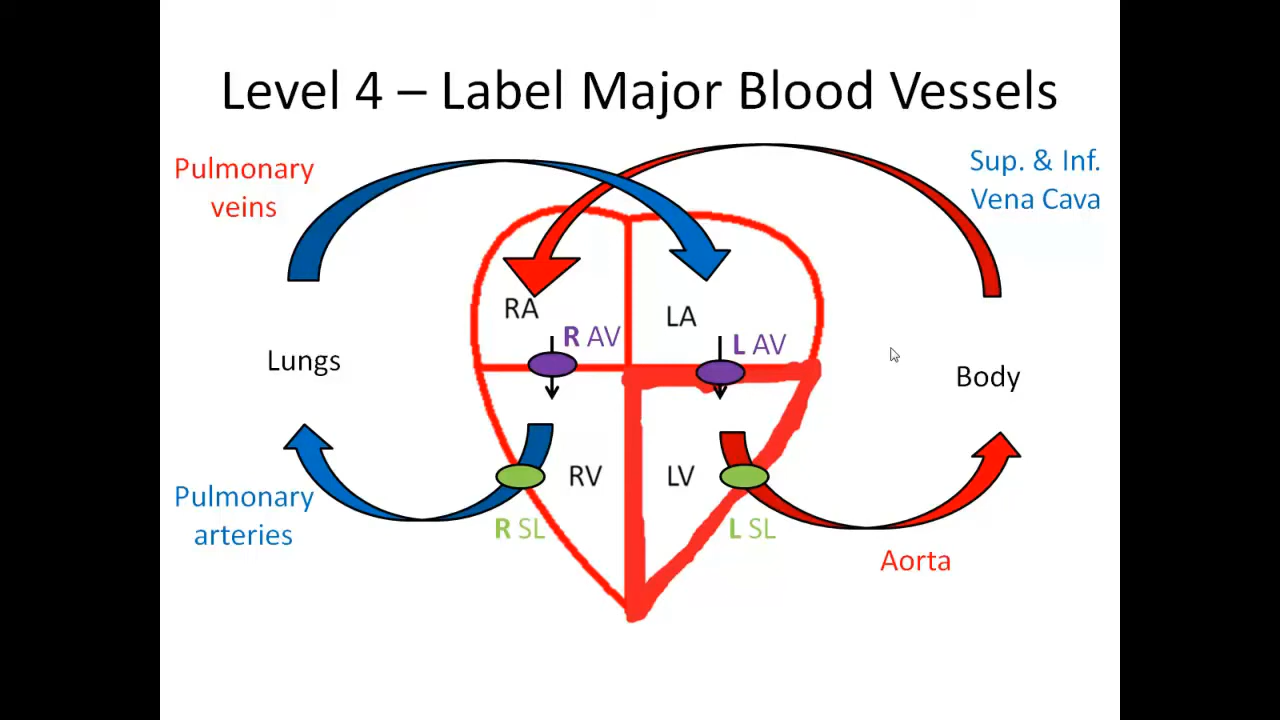 Level 4 – Label Major Blood Vessels
Pulmonary
veins
Sup. & Inf.
Vena Cava
RA
LA
R AV
L AV
Lungs
Body
RV
LV
Pulmonary
arteries
R SL
L SL
Aorta